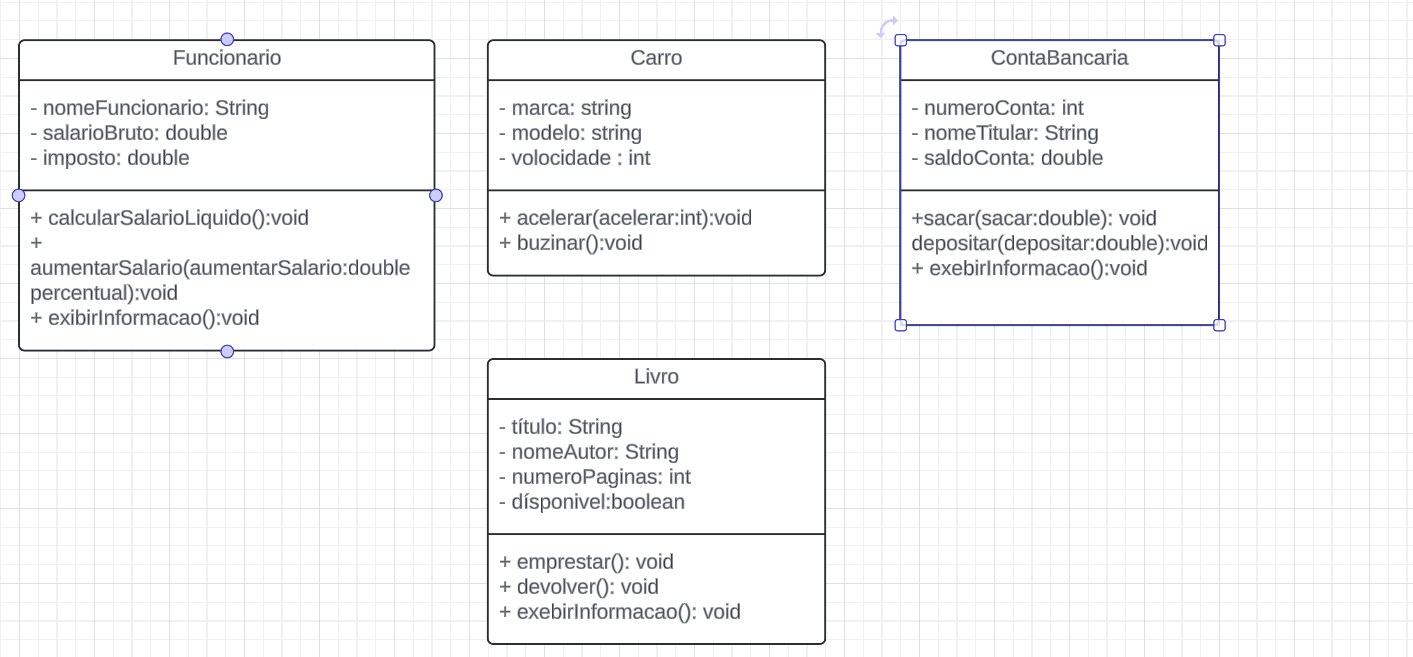 Funcionario
- nomeFuncionario: String
- salarioBruto: double
- imposto: double
+ calcularSalarioLiquido():void
+
aumentarSalario(aumentarSalario:double
percentual):void
+ exibirInformacao():void
Carro
- marca: string
- modelo: string
- volocidade : int
+ acelerar(acelerar:int):void
+ buzinar():void
ContaBancaria
- numeroConta: int
- nomeTitular: String
- saldoConta: double
+sacar(sacar:double): void
depositar(depositar:double):void
+ exebirInformacao():void
Livro
- título: String
- nomeAutor: String
- numeroPaginas: int
- dísponivel:boolean
+ emprestar(): void
+ devolver(): void
+ exebirInformacao(): void